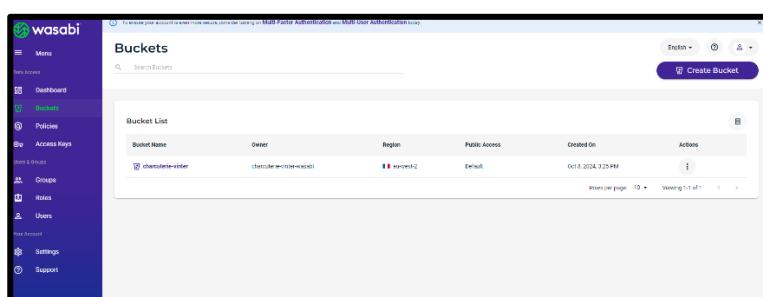 wasabi
To ensure your account is even more secure, consider turning on Multi-Factor Authentication and Multi-User Authentication today.
Menu
Data Access
Dashboard
Buckets
Policies
Access Keys
Users & Groups
Groups
Roles
Users
Your Account
Settings
Support
Buckets
English
Search Buckets
Create Bucket
Bucket List
Bucket Name Owner Region Public Access Created On Actions
charcuterie-vinter charcuterie-vinter-wasabi eu-west-2 Default Oct 8, 2024, 3:25 PM
Rows per page 10 Viewing 1-1 of 1